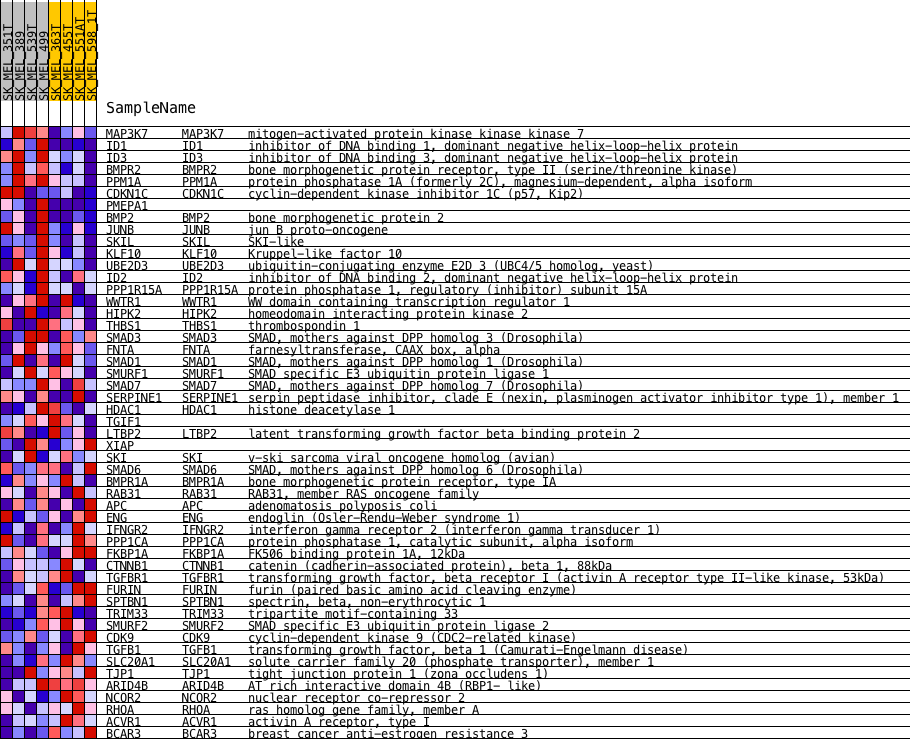 SK_MEL_351T
SK_MEL_389
SK_MEL_539T
SK_MEL_499
SK_MEL_363T
SK_MEL_455T
SK_MEL_551AT
SK_MEL_598_1T
SampleName
MAP3K7 MAP3K7 mitogen-activated protein kinase kinase kinase 7
ID1 ID1 inhibitor of DNA binding 1, dominant negative helix-loop-helix protein
ID3 ID3 inhibitor of DNA binding 3, dominant negative helix-loop-helix protein
BMPR2 BMPR2 bone morphogenetic protein receptor, type II (serine/threonine kinase)
PPM1A PPM1A protein phosphatase 1A (formerly 2C), magnesium-dependent, alpha isoform
CDKN1C CDKN1C cyclin-dependent kinase inhibitor 1C (p57, Kip2)
PMEPA1
BMP2 BMP2 bone morphogenetic protein 2
JUNB JUNB jun B proto-oncogene
SKIL SKIL SKI-like
KLF10 KLF10 Kruppel-like factor 10
UBE2D3 UBE2D3 ubiquitin-conjugating enzyme E2D 3 (UBC4/5 homolog, yeast)
ID2 ID2 inhibitor of DNA binding 2, dominant negative helix-loop-helix protein
PPP1R15A PPP1R15A protein phosphatase 1, regulatory (inhibitor) subunit 15A
WWTR1 WWTR1 WW domain containing transcription regulator 1
HIPK2 HIPK2 homeodomain interacting protein kinase 2
THBS1 THBS1 thrombospondin 1
SMAD3 SMAD3 SMAD, mothers against DPP homolog 3 (Drosophila)
FNTA FNTA farnesyltransferase, CAAX box, alpha
SMAD1 SMAD1 SMAD, mothers against DPP homolog 1 (Drosophila)
SMURF1 SMURF1 SMAD specific E3 ubiquitin protein ligase 1
SMAD7 SMAD7 SMAD, mothers against DPP homolog 7 (Drosophila)
SERPINE1 SERPINE1 serpin peptidase inhibitor, clade E (nexin, plasminogen activator inhibitor type 1), member 1
HDAC1 HDAC1 histone deacetylase 1
TGIF1
LTBP2 LTBP2 latent transforming growth factor beta binding protein 2
XIAP
SKI SKI v-ski sarcoma viral oncogene homolog (avian)
SMAD6 SMAD6 SMAD, mothers against DPP homolog 6 (Drosophila)
BMPR1A BMPR1A bone morphogenetic protein receptor, type IA
RAB31 RAB31 RAB31, member RAS oncogene family
APC APC adenomatosis polyposis coli
ENG ENG endoglin (Osler-Rendu-Weber syndrome 1)
IFNGR2 IFNGR2 interferon gamma receptor 2 (interferon gamma transducer 1)
PPP1CA PPP1CA protein phosphatase 1, catalytic subunit, alpha isoform
FKBP1A FKBP1A FK506 binding protein 1A, 12kDa
CTNNB1 CTNNB1 catenin (cadherin-associated protein), beta 1, 88kDa
TGFBR1 TGFBR1 transforming growth factor, beta receptor I (activin A receptor type II-like kinase, 53kDa)
FURIN FURIN furin (paired basic amino acid cleaving enzyme)
SPTBN1 SPTBN1 spectrin, beta, non-erythrocytic 1
TRIM33 TRIM33 tripartite motif-containing 33
SMURF2 SMURF2 SMAD specific E3 ubiquitin protein ligase 2
CDK9 CDK9 cyclin-dependent kinase 9 (CDC2-related kinase)
TGFB1 TGFB1 transforming growth factor, beta 1 (Camurati-Engelmann disease)
SLC20A1 SLC20A1 solute carrier family 20 (phosphate transporter), member 1
TJP1 TJP1 tight junction protein 1 (zona occludens 1)
ARID4B ARID4B AT rich interactive domain 4B (RBP1- like)
NCOR2 NCOR2 nuclear receptor co-repressor 2
RHOA RHOA ras homolog gene family, member A
ACVR1 ACVR1 activin A receptor, type I
BCAR3 BCAR3 breast cancer anti-estrogen resistance 3